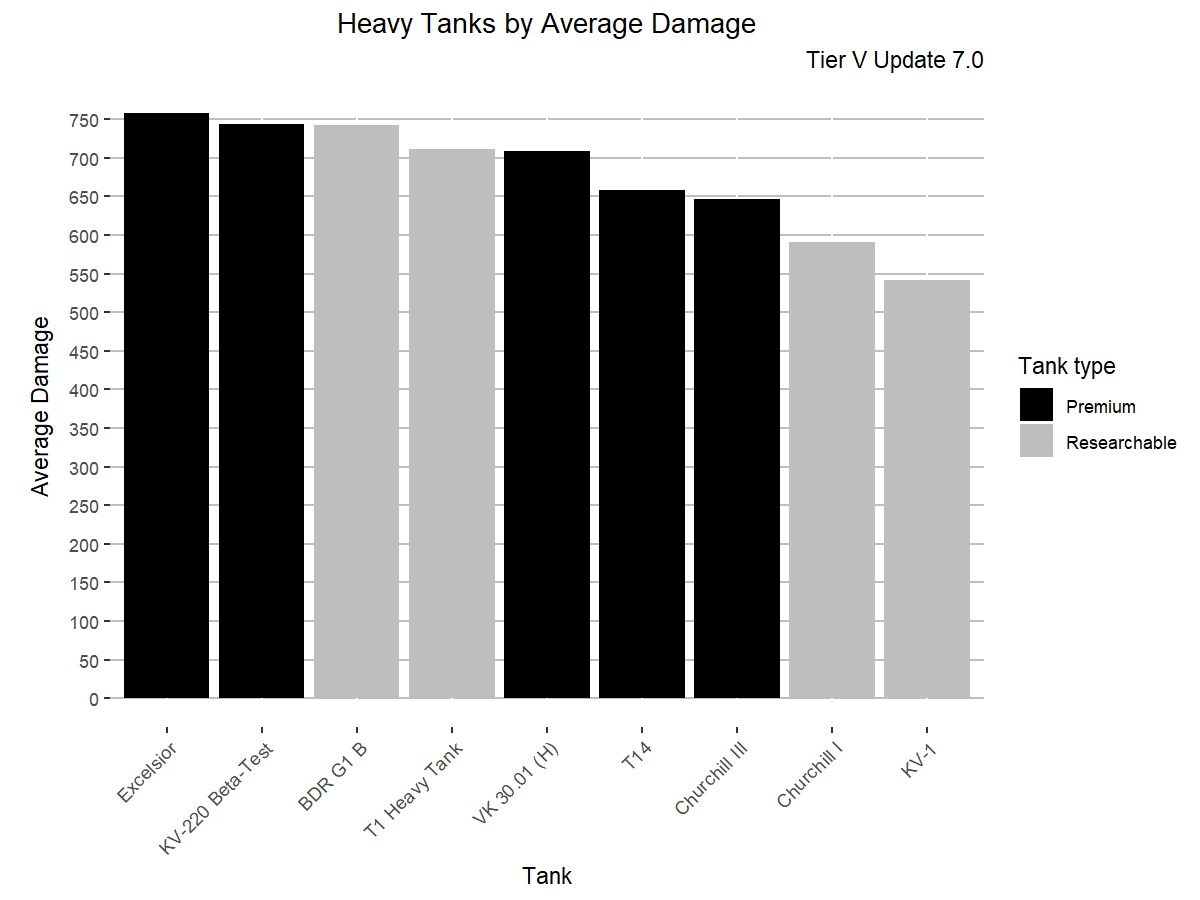 Heavy Tanks by Average Damage
Tier V Update 7.0
Average Damage
750
700
650
600
550
500
450
400
350
300
250
200
150
100
50
0
Excelsior
KV-220 Beta-Test
BDR G1 B
T1 Heavy Tank
VK 30.01 (H)
T14
Churchill III
Churchill I
KV-1
Tank
Tank type
Premium
Researchable